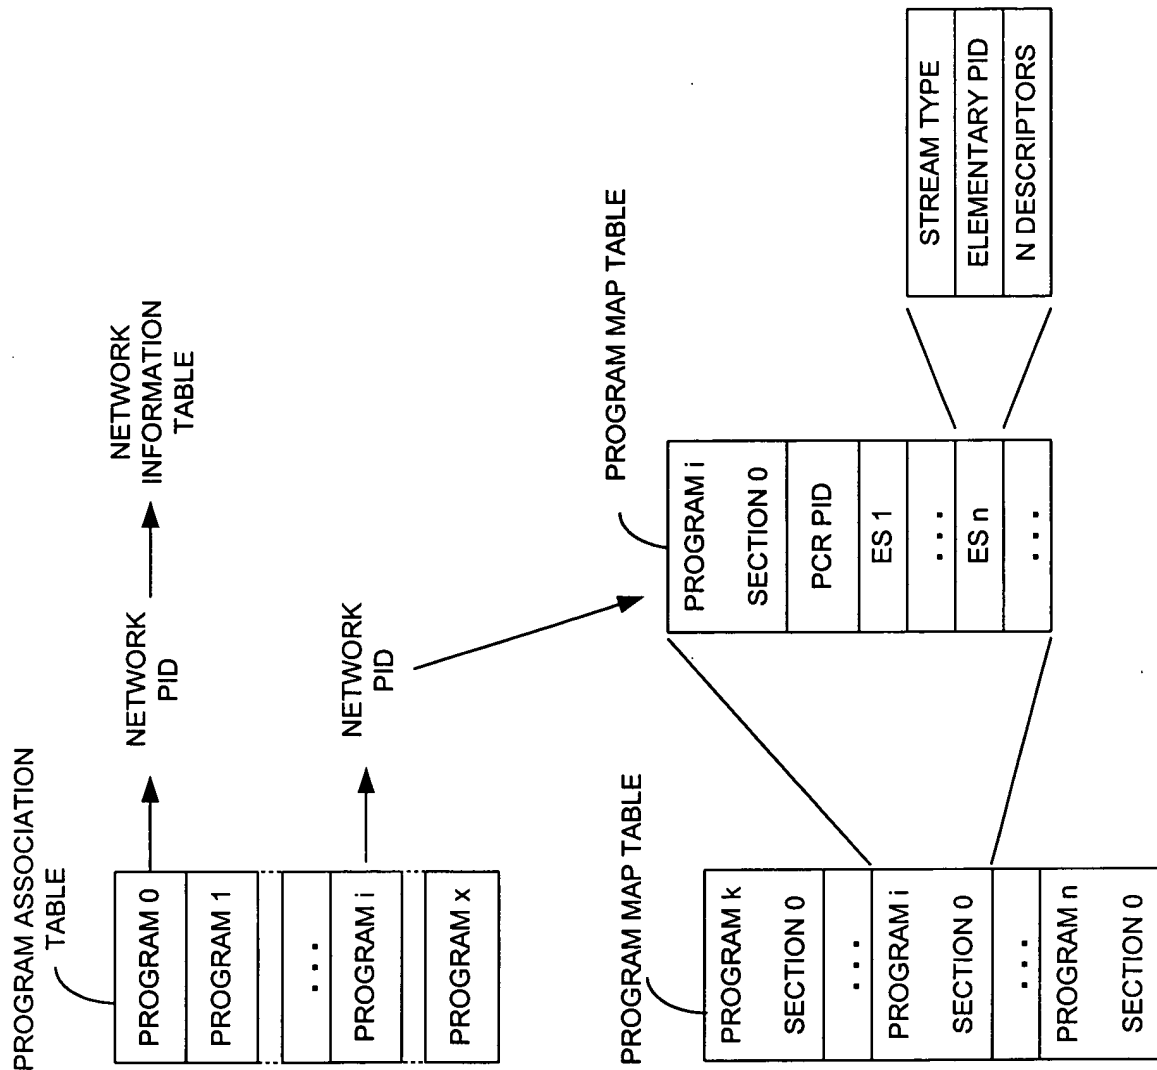 PROGRAM ASSOCIATION
TABLE
PROGRAM 0
PROGRAM 1
...
PROGRAM i
PROGRAM x
NETWORK
PID
NETWORK
INFORMATION
TABLE
NETWORK
PID
PROGRAM MAP TABLE
PROGRAM k
SECTION 0
...
PROGRAM i
SECTION 0
...
PROGRAM n
SECTION 0
PROGRAM MAP TABLE
PROGRAM i
SECTION 0
PCR PID
ES 1
...
ES n
...
STREAM TYPE
ELEMENTARY PID
N DESCRIPTORS